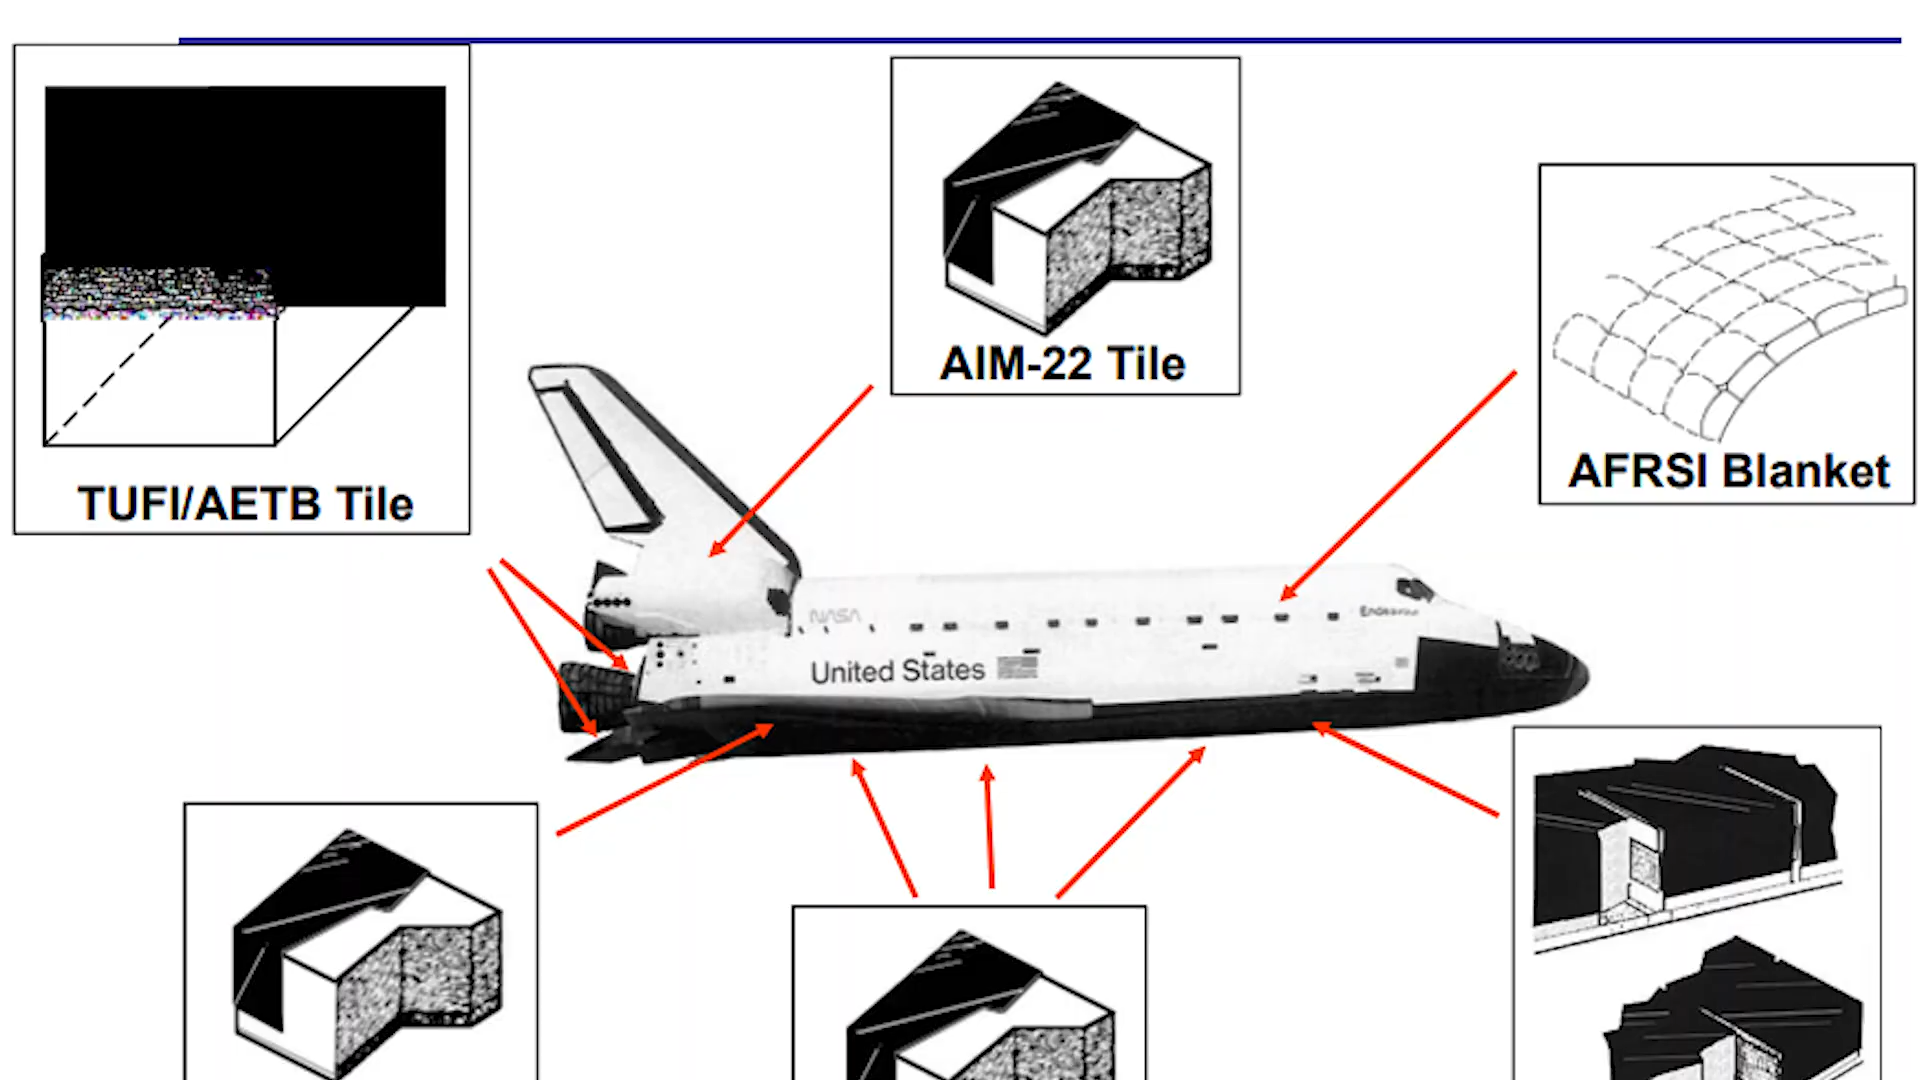 AIM-22 Tile
AFRSI Blanket
TUFI/AETB Tile
NASA
Endeavour
United States